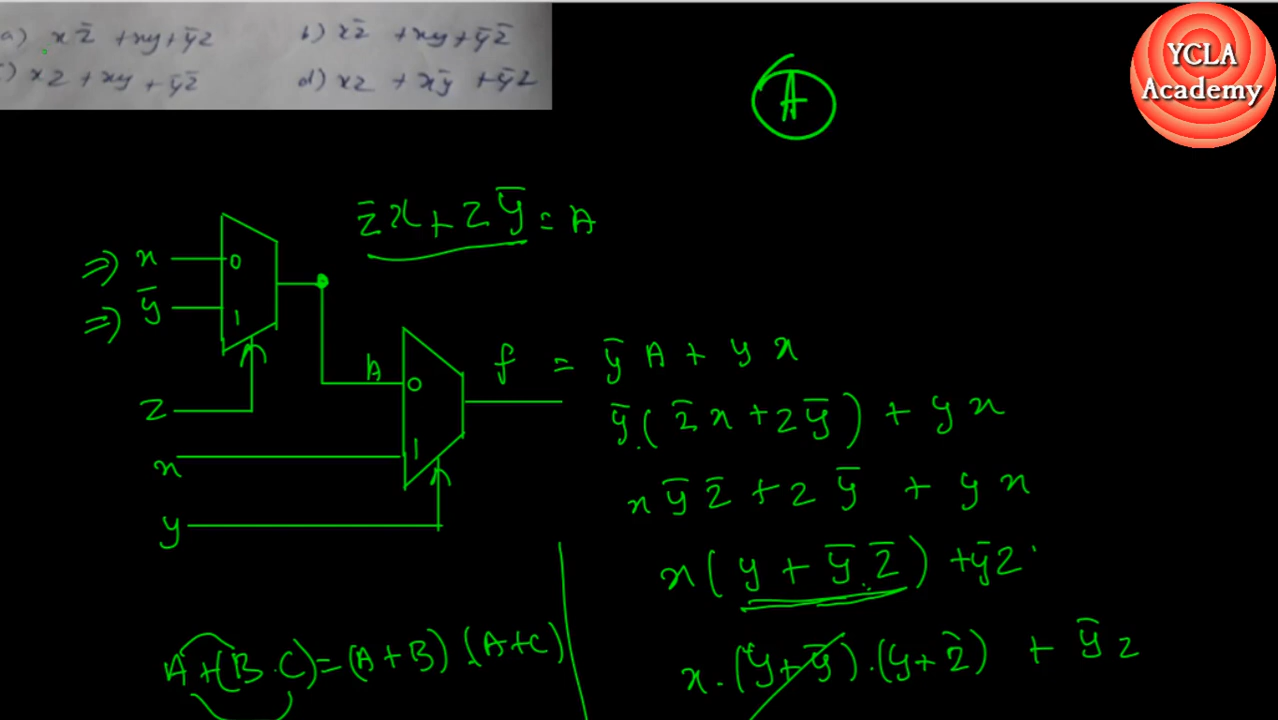 a) xz̄ + xy + ȳz b) xz̄ + xy + ȳz̄
c) xz + xy + ȳz̄ d) xz + xȳ + ȳz
A
YCLA
Academy
z̄x + zȳ = A
⇒) x
0
⇒) ȳ
1
z
A
0
f = ȳ A + y x
ȳ.( z̄x + zȳ ) + yx
x
1
xȳz̄ + zȳ + yx
y
x( y + ȳ.z̄ ) + ȳz
A+(B.C)=(A+B).(A+C)
x.(y+ȳ).(y+z̄) + ȳz